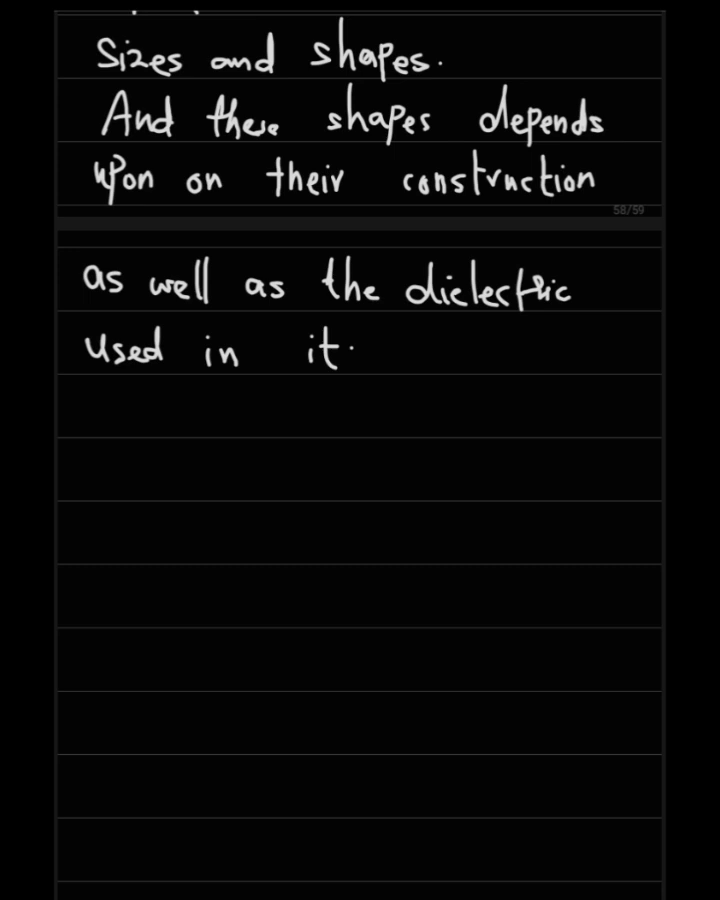 Sizes and shapes.
And these shapes depends
upon on their construction
58/59
as well as the dielectric
used in it.